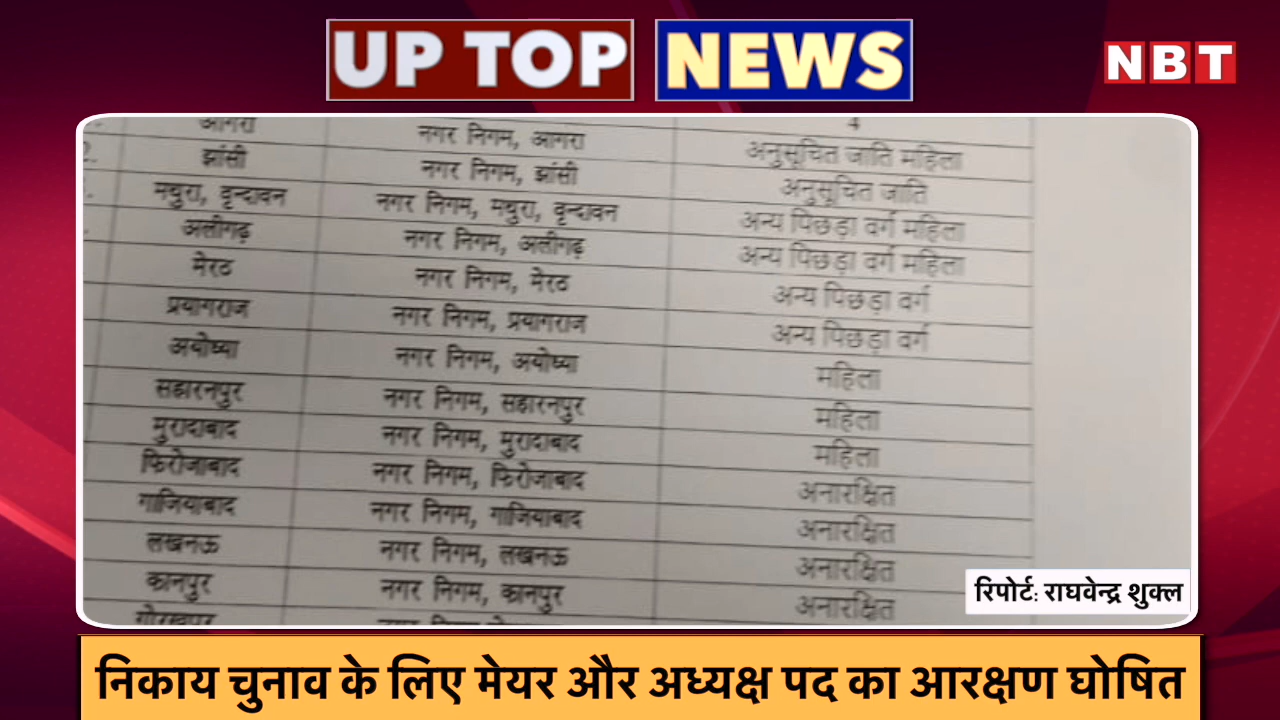 UP TOP NEWS
NBT
4
आगरा नगर निगम, आगरा अनुसूचित जाति महिला
2. झांसी नगर निगम, झांसी अनुसूचित जाति
मथुरा, वृन्दावन नगर निगम, मथुरा, वृन्दावन अन्य पिछड़ा वर्ग महिला
अलीगढ़ नगर निगम, अलीगढ़ अन्य पिछड़ा वर्ग महिला
मेरठ नगर निगम, मेरठ अन्य पिछड़ा वर्ग
प्रयागराज नगर निगम, प्रयागराज अन्य पिछड़ा वर्ग
अयोध्या नगर निगम, अयोध्या महिला
सहारनपुर नगर निगम, सहारनपुर महिला
मुरादाबाद नगर निगम, मुरादाबाद महिला
फिरोजाबाद नगर निगम, फिरोजाबाद अनारक्षित
गाजियाबाद नगर निगम, गाजियाबाद अनारक्षित
लखनऊ नगर निगम, लखनऊ अनारक्षित
कानपुर नगर निगम, कानपुर अनारक्षित
गोरखपुर
रिपोर्ट: राघवेन्द्र शुक्ल
निकाय चुनाव के लिए मेयर और अध्यक्ष पद का आरक्षण घोषित